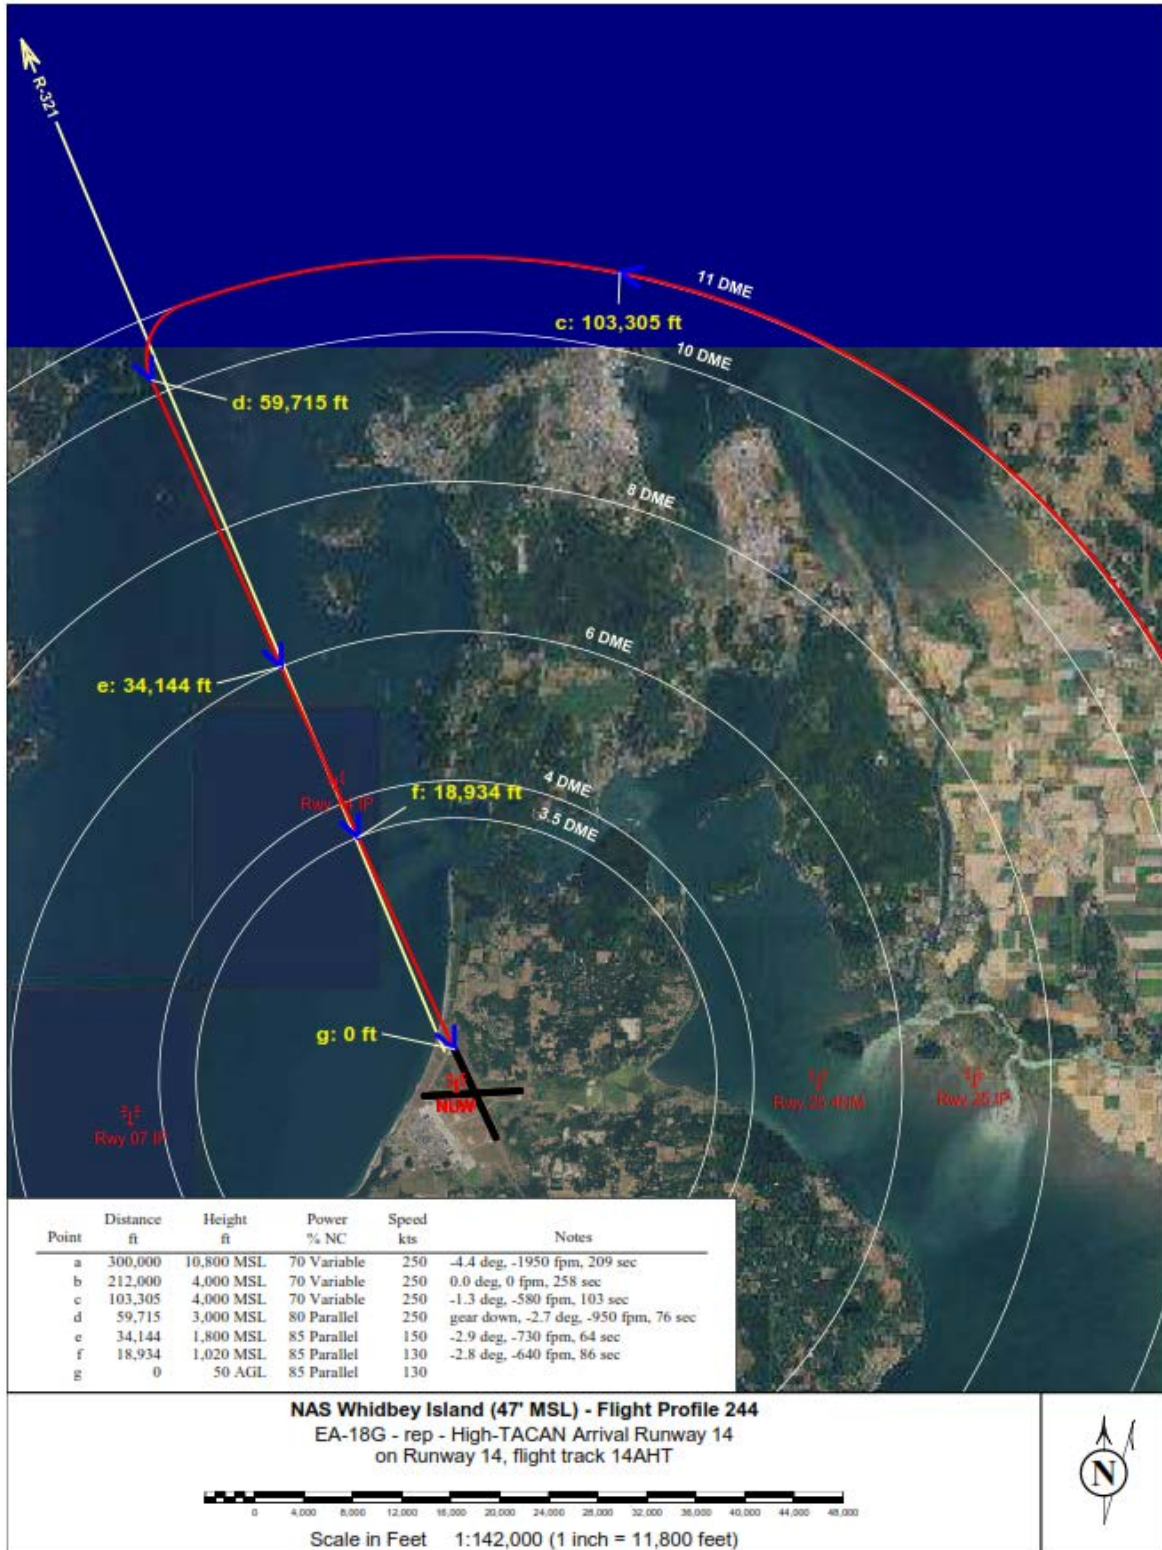 R-321
11 DME
c: 103,305 ft
10 DME
d: 59,715 ft
8 DME
6 DME
e: 34,144 ft
4 DME
f: 18,934 ft
3.5 DME
g: 0 ft
NUW
Rwy 25 4NM
Rwy 25 IP
Rwy 07 IP
Point Distance ft Height ft Power % NC Speed kts Notes
a 300,000 10,800 MSL 70 Variable 250 -4.4 deg, -1950 fpm, 209 sec
b 212,000 4,000 MSL 70 Variable 250 0.0 deg, 0 fpm, 258 sec
c 103,305 4,000 MSL 70 Variable 250 -1.3 deg, -580 fpm, 103 sec
d 59,715 3,000 MSL 80 Parallel 250 gear down, -2.7 deg, -950 fpm, 76 sec
e 34,144 1,800 MSL 85 Parallel 150 -2.9 deg, -730 fpm, 64 sec
f 18,934 1,020 MSL 85 Parallel 130 -2.8 deg, -640 fpm, 86 sec
g 0 50 AGL 85 Parallel 130
NAS Whidbey Island (47' MSL) - Flight Profile 244
EA-18G - rep - High-TACAN Arrival Runway 14
on Runway 14, flight track 14AHT
0 4,000 8,000 12,000 16,000 20,000 24,000 28,000 32,000 36,000 40,000 44,000 48,000
Scale in Feet 1:142,000 (1 inch = 11,800 feet)
N